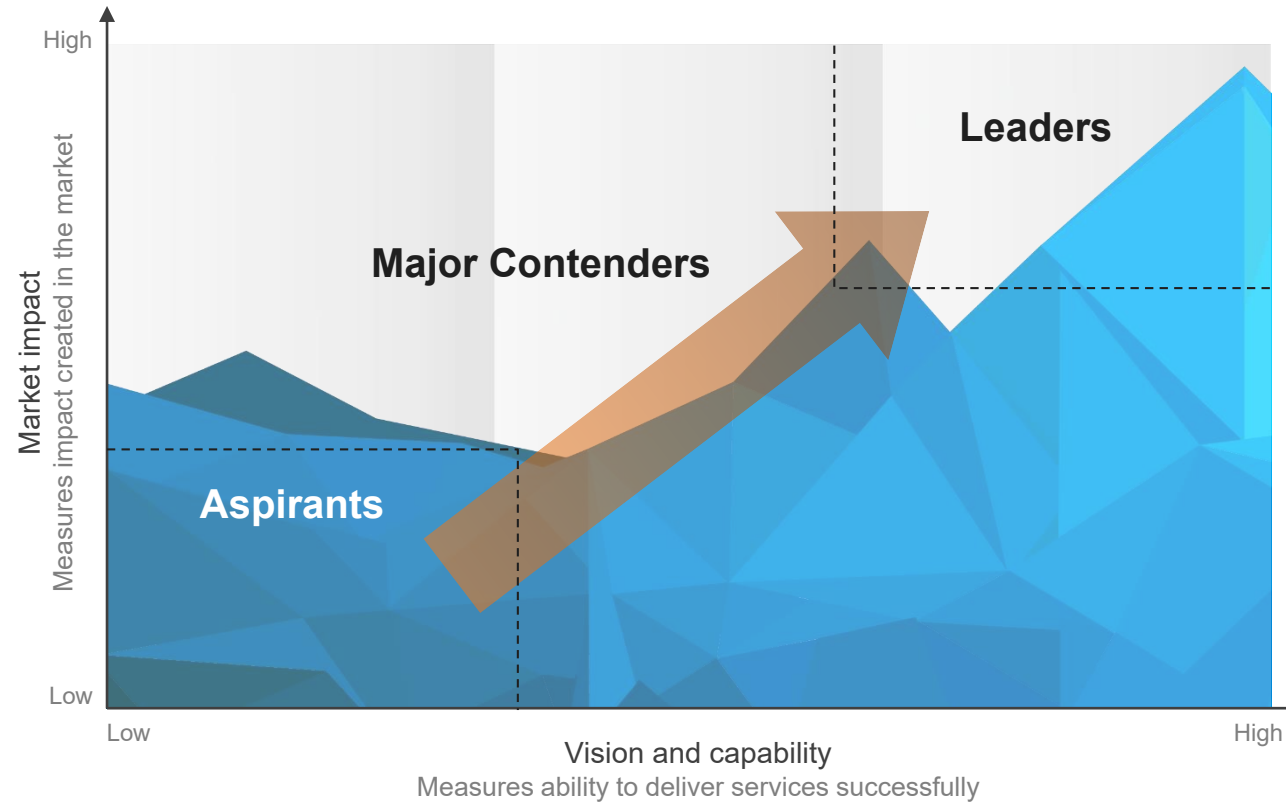 High
Leaders
Major Contenders
Market impact
Measures impact created in the market
Aspirants
Low
Low
High
Vision and capability
Measures ability to deliver services successfully